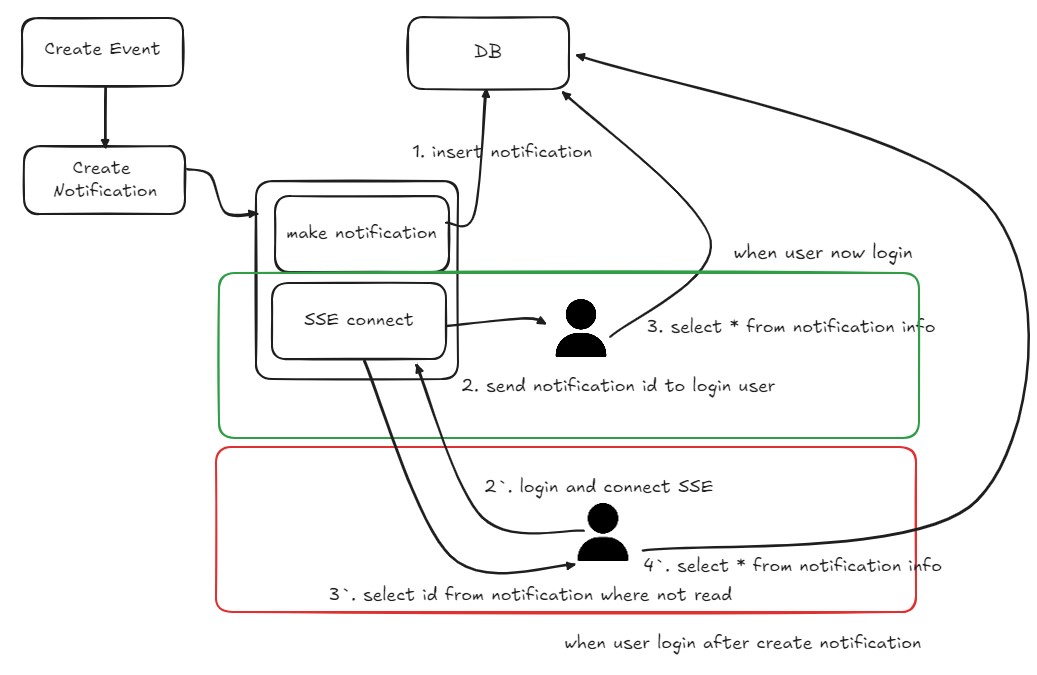 Create Event
DB
1. insert notification
Create
Notification
make notification
when user now login
SSE connect
3. select * from notification info
2. send notification id to login user
2`. login and connect SSE
4`. select * from notification info
3`. select id from notification where not read
when user login after create notification